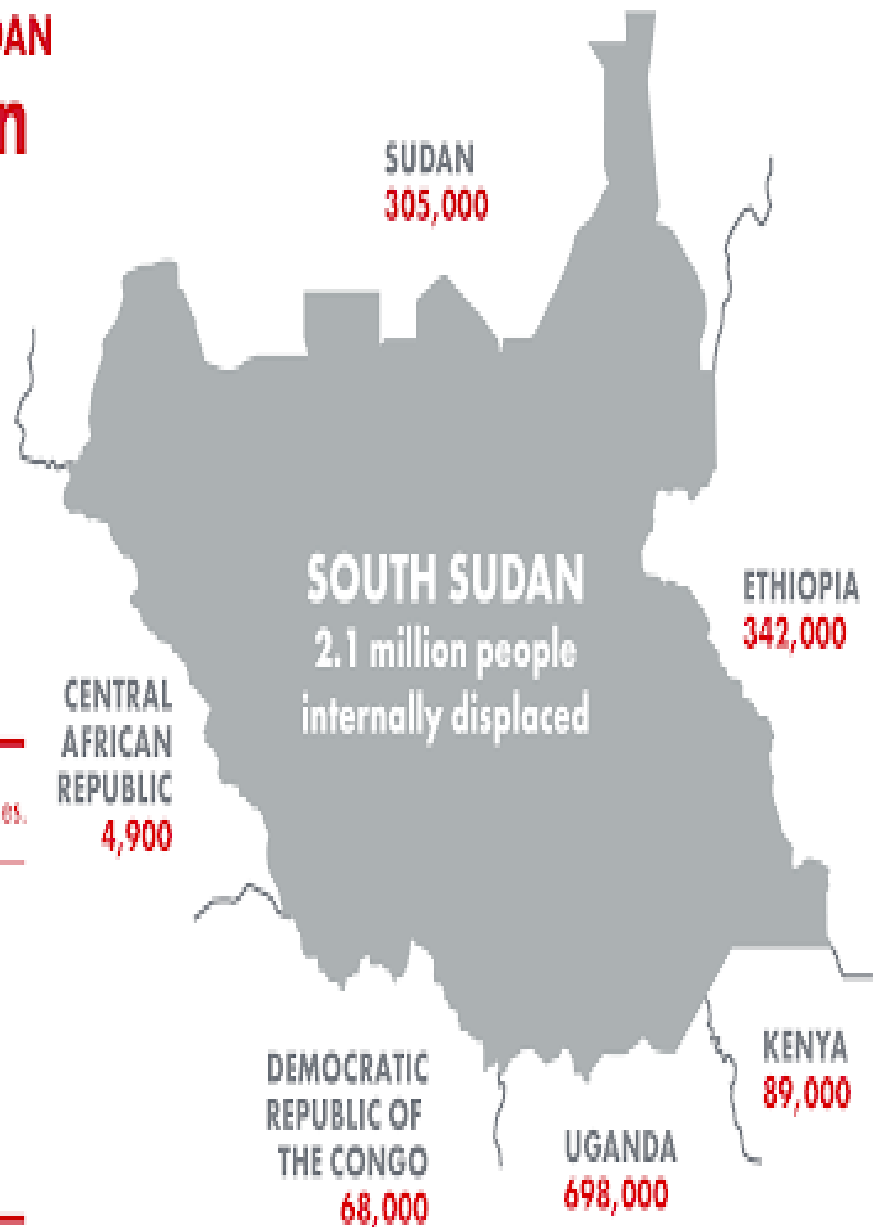 SUDAN
305,000
SOUTH SUDAN
2.1 million people
internally displaced
ETHIOPIA
342,000
CENTRAL
AFRICAN
REPUBLIC
4,900
KENYA
89,000
DEMOCRATIC
REPUBLIC OF
THE CONGO
68,000
UGANDA
698,000